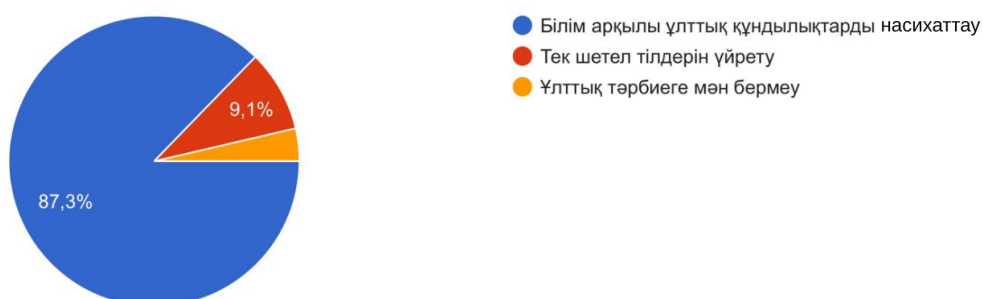 Білім арқылы ұлттық құндылықтарды насихаттау
Тек шетел тілдерін үйрету
Ұлттық тәрбиеге мән бермеу
9,1%
87,3%